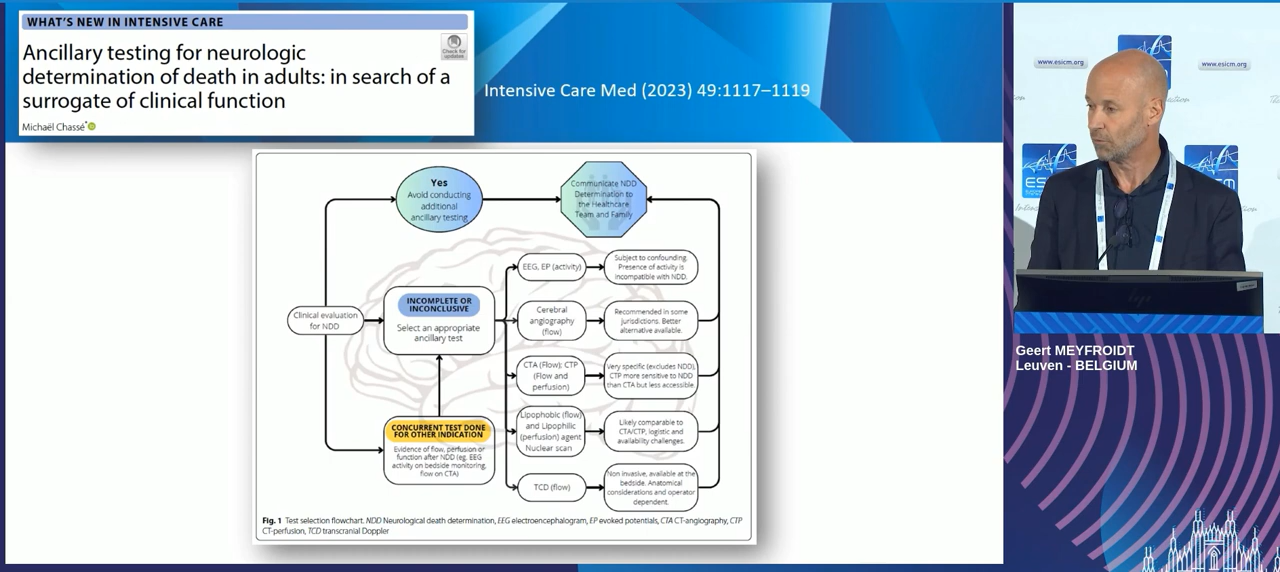 WHAT'S NEW IN INTENSIVE CARE
Ancillary testing for neurologic
determination of death in adults: in search of a
surrogate of clinical function
Michaël Chassé*
Check for
updates
Intensive Care Med (2023) 49:1117–1119
Yes
Avoid conducting
additional
ancillary testing
Communicate NDD
Determination to
the Healthcare
Team and Family
Clinical evaluation
for NDD
INCOMPLETE OR
INCONCLUSIVE
Select an appropriate
ancillary test
CONCURRENT TEST DONE
FOR OTHER INDICATION
Evidence of flow, perfusion or
function after NDD (eg. EEG
activity on bedside monitoring,
flow on CTA)
EEG, EP (activity)
Subject to confounding.
Presence of activity is
incompatible with NDD.
Cerebral
angiography
(flow)
Recommended in some
jurisdictions. Better
alternative available.
CTA (Flow); CTP
(Flow and
perfusion)
Very specific (excludes NDD).
CTP more sensitive to NDD
than CTA but less accessible.
Lipophobic (flow)
and Lipophilic
(perfusion) agent
Nuclear scan
Likely comparable to
CTA/CTP, logistic and
availability challenges.
TCD (flow)
Non invasive, available at the
bedside. Anatomical
considerations and operator
dependent.
Fig. 1 Test selection flowchart. NDD Neurological death determination, EEG electroencephalogram, EP evoked potentials, CTA CT-angiography, CTP
CT-perfusion, TCD transcranial Doppler
www.esicm.org
www.esicm.org
ESICM
Geert MEYFROIDT
Leuven - BELGIUM